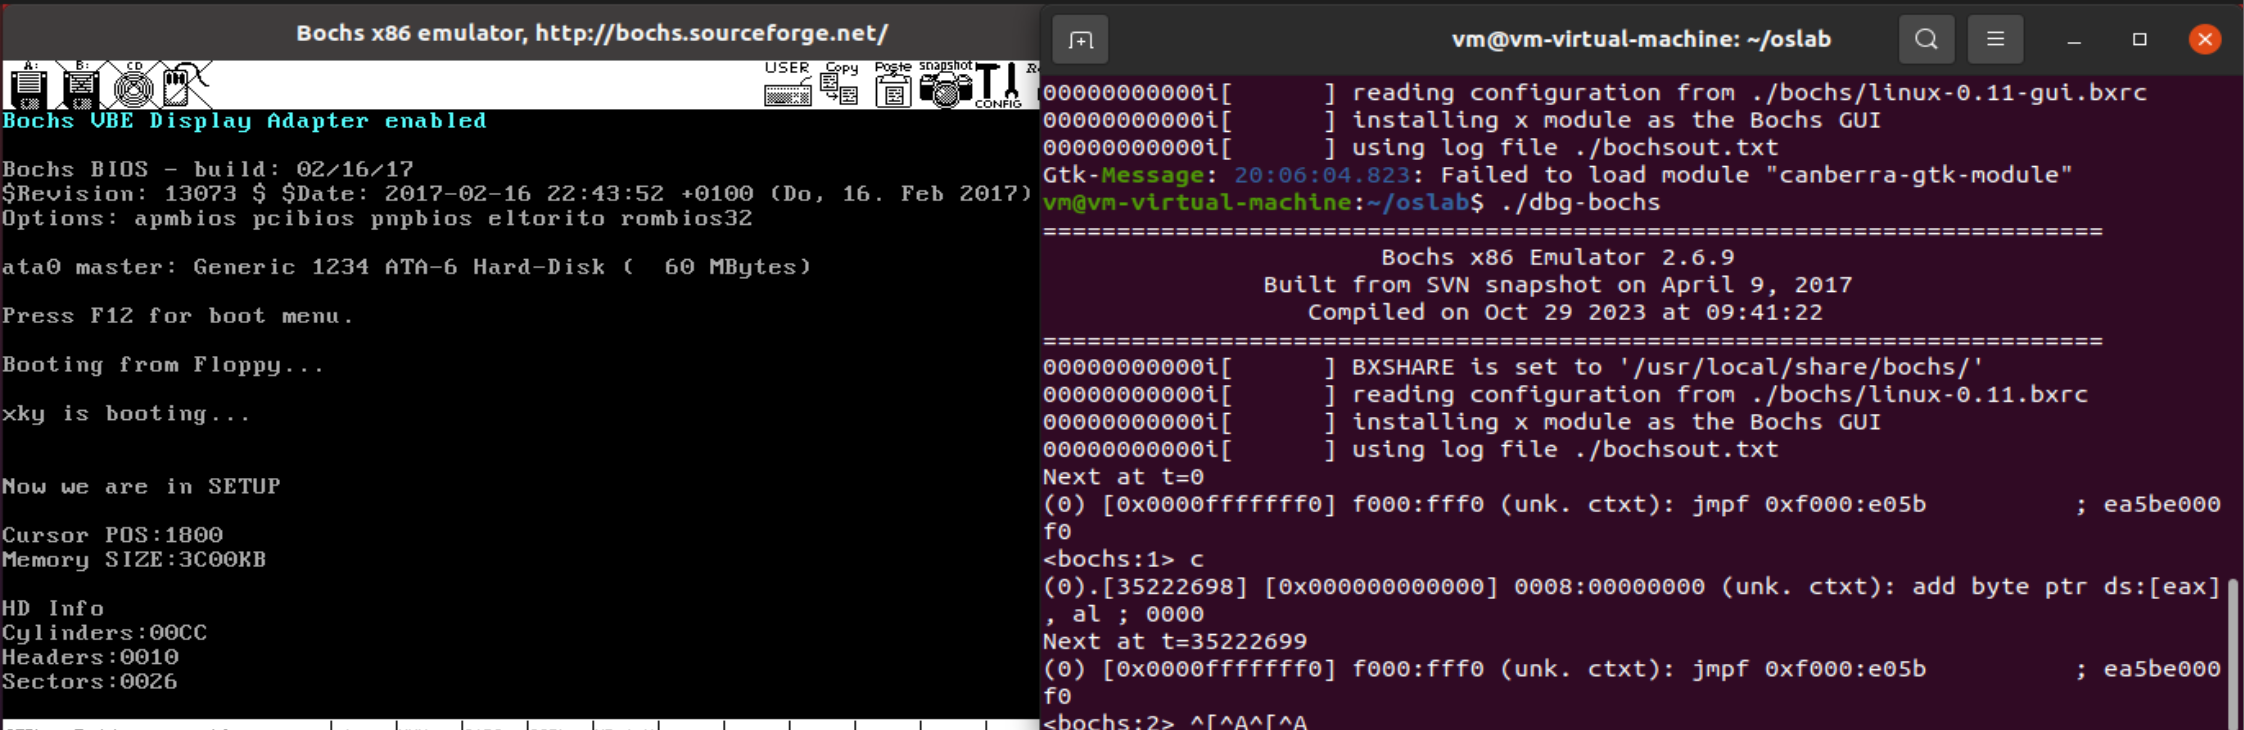 Bochs x86 emulator, http://bochs.sourceforge.net/
A: B: CD USER Copy Paste snapshot CONFIG
Bochs VBE Display Adapter enabled
Bochs BIOS - build: 02/16/17
$Revision: 13073 $ $Date: 2017-02-16 22:43:52 +0100 (Do, 16. Feb 2017)
Options: apmbios pcibios pnpbios eltorito rombios32
ata0 master: Generic 1234 ATA-6 Hard-Disk (  60 MBytes)
Press F12 for boot menu.
Booting from Floppy...
xky is booting...
Now we are in SETUP
Cursor POS:1800
Memory SIZE:3C00KB
HD Info
Cylinders:00CC
Headers:0010
Sectors:0026
vm@vm-virtual-machine: ~/oslab
00000000000i[      ] reading configuration from ./bochs/linux-0.11-gui.bxrc
00000000000i[      ] installing x module as the Bochs GUI
00000000000i[      ] using log file ./bochsout.txt
Gtk-Message: 20:06:04.823: Failed to load module "canberra-gtk-module"
vm@vm-virtual-machine:~/oslab$ ./dbg-bochs
========================================================================
Bochs x86 Emulator 2.6.9
Built from SVN snapshot on April 9, 2017
Compiled on Oct 29 2023 at 09:41:22
========================================================================
00000000000i[      ] BXSHARE is set to '/usr/local/share/bochs/'
00000000000i[      ] reading configuration from ./bochs/linux-0.11.bxrc
00000000000i[      ] installing x module as the Bochs GUI
00000000000i[      ] using log file ./bochsout.txt
Next at t=0
(0) [0x0000fffffff0] f000:fff0 (unk. ctxt): jmpf 0xf000:e05b          ; ea5be000
f0
<bochs:1> c
(0).[35222698] [0x000000000000] 0008:00000000 (unk. ctxt): add byte ptr ds:[eax]
, al ; 0000
Next at t=35222699
(0) [0x0000fffffff0] f000:fff0 (unk. ctxt): jmpf 0xf000:e05b          ; ea5be000
f0
<bochs:2> ^[^A^[^A